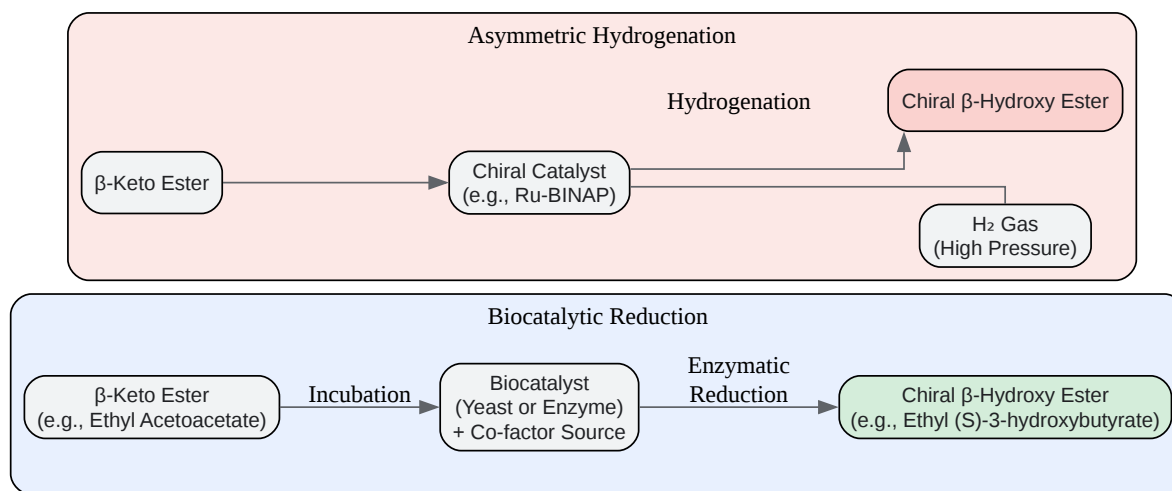 Asymmetric Hydrogenation
Hydrogenation
Chiral β-Hydroxy Ester
β-Keto Ester
Chiral Catalyst
(e.g., Ru-BINAP)
H₂ Gas
(High Pressure)
Biocatalytic Reduction
β-Keto Ester
(e.g., Ethyl Acetoacetate)
Incubation
Biocatalyst
(Yeast or Enzyme)
+ Co-factor Source
Enzymatic
Reduction
Chiral β-Hydroxy Ester
(e.g., Ethyl (S)-3-hydroxybutyrate)